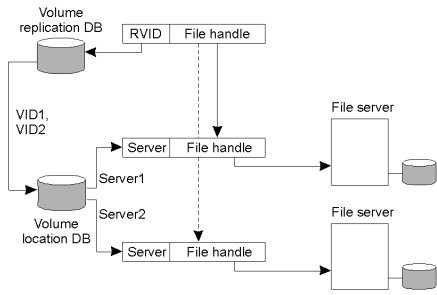 Volume
replication DB
RVID File handle
VID1,
VID2
File server
Server File handle
Server1
Volume
location DB
Server2
File server
Server File handle